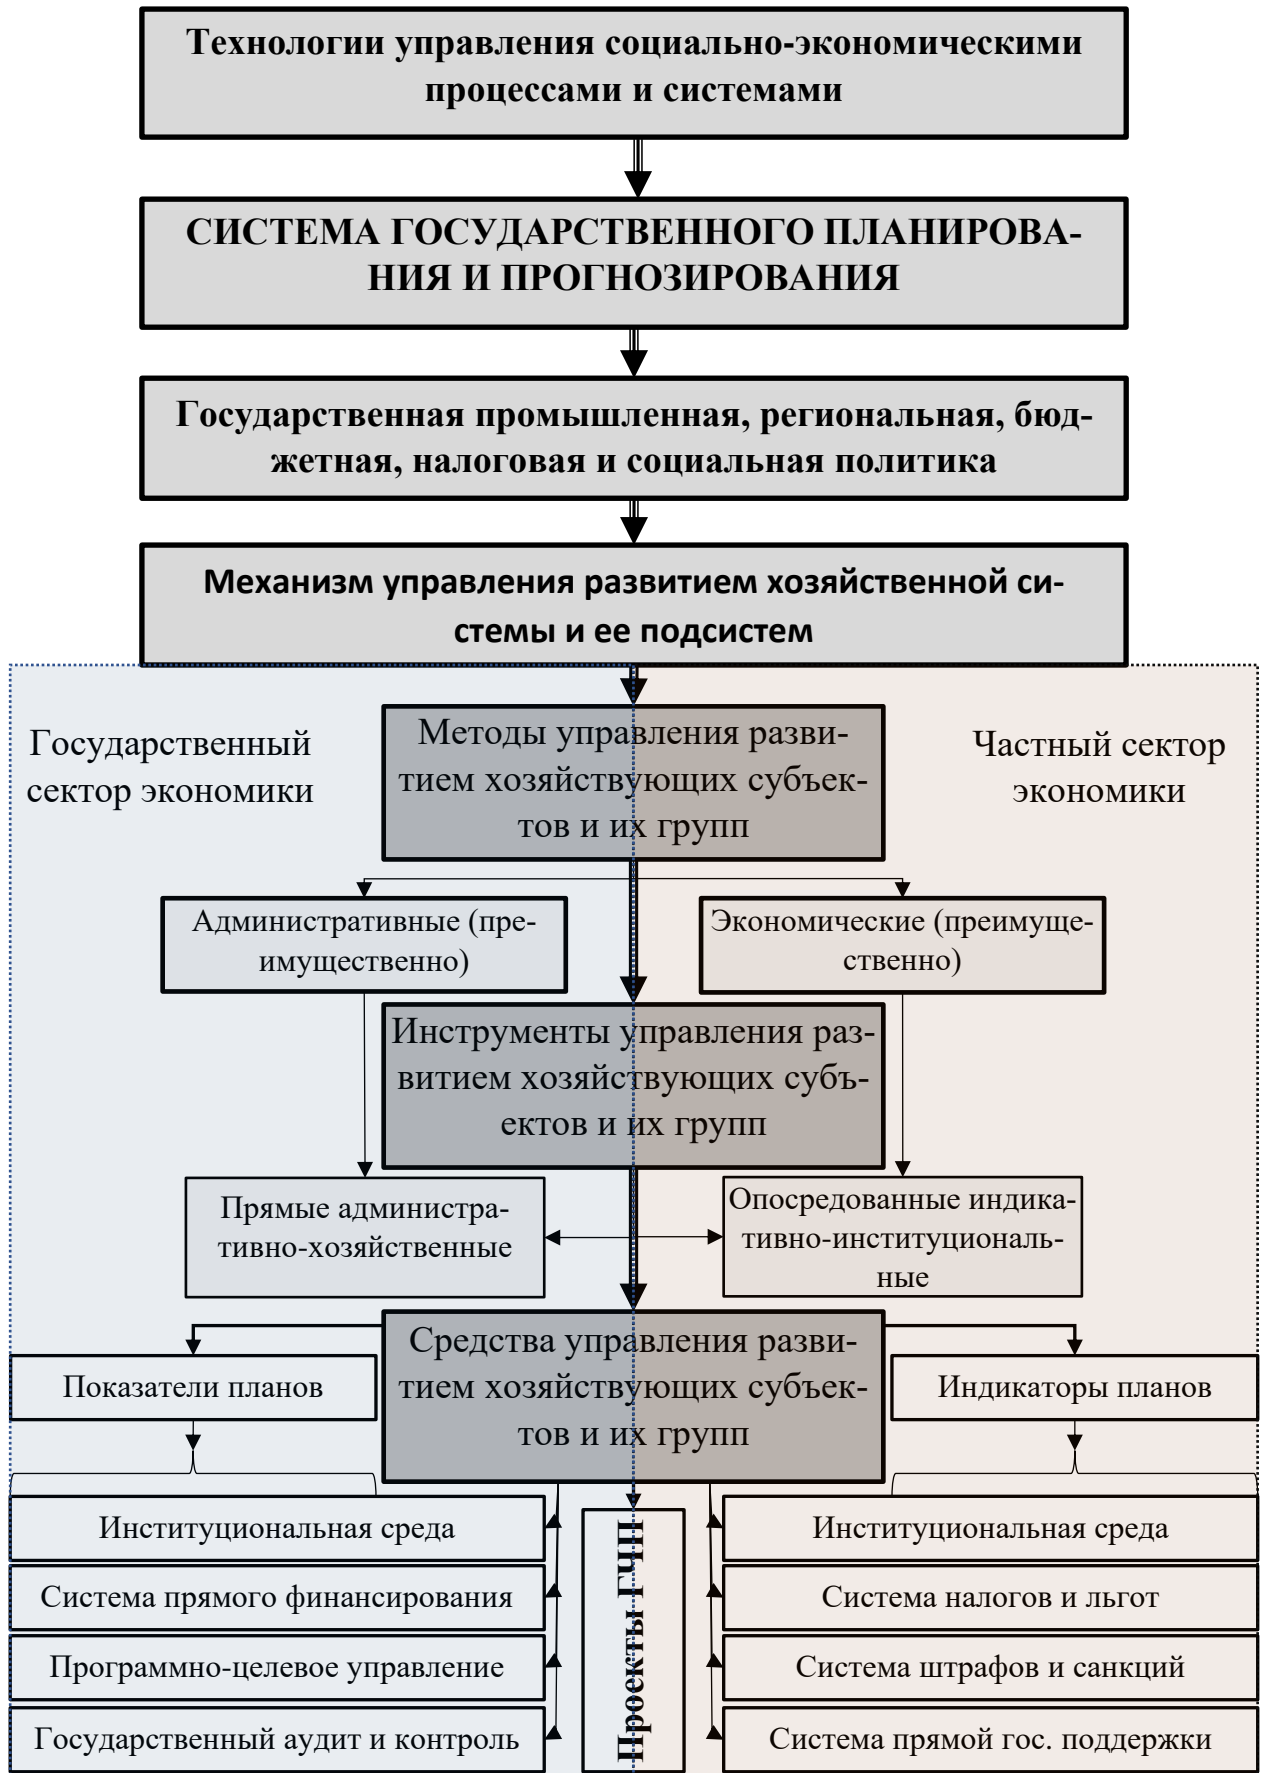 Технологии управления социально-экономическими
процессами и системами
СИСТЕМА ГОСУДАРСТВЕННОГО ПЛАНИРОВА-
НИЯ И ПРОГНОЗИРОВАНИЯ
Государственная промышленная, региональная, бюд-
жетная, налоговая и социальная политика
Механизм управления развитием хозяйственной си-
стемы и ее подсистем
Государственный
сектор экономики
Методы управления разви-
тием хозяйствующих субъек-
тов и их групп
Частный сектор
экономики
Административные (пре-
имущественно)
Экономические (преимуще-
ственно)
Инструменты управления раз-
витием хозяйствующих субъ-
ектов и их групп
Прямые администра-
тивно-хозяйственные
Опосредованные индика-
тивно-институциональ-
ные
Средства управления разви-
тием хозяйствующих субъек-
тов и их групп
Показатели планов
Индикаторы планов
Институциональная среда
Система прямого финансирования
Программно-целевое управление
Государственный аудит и контроль
Проекты ГЧП
Институциональная среда
Система налогов и льгот
Система штрафов и санкций
Система прямой гос. поддержки